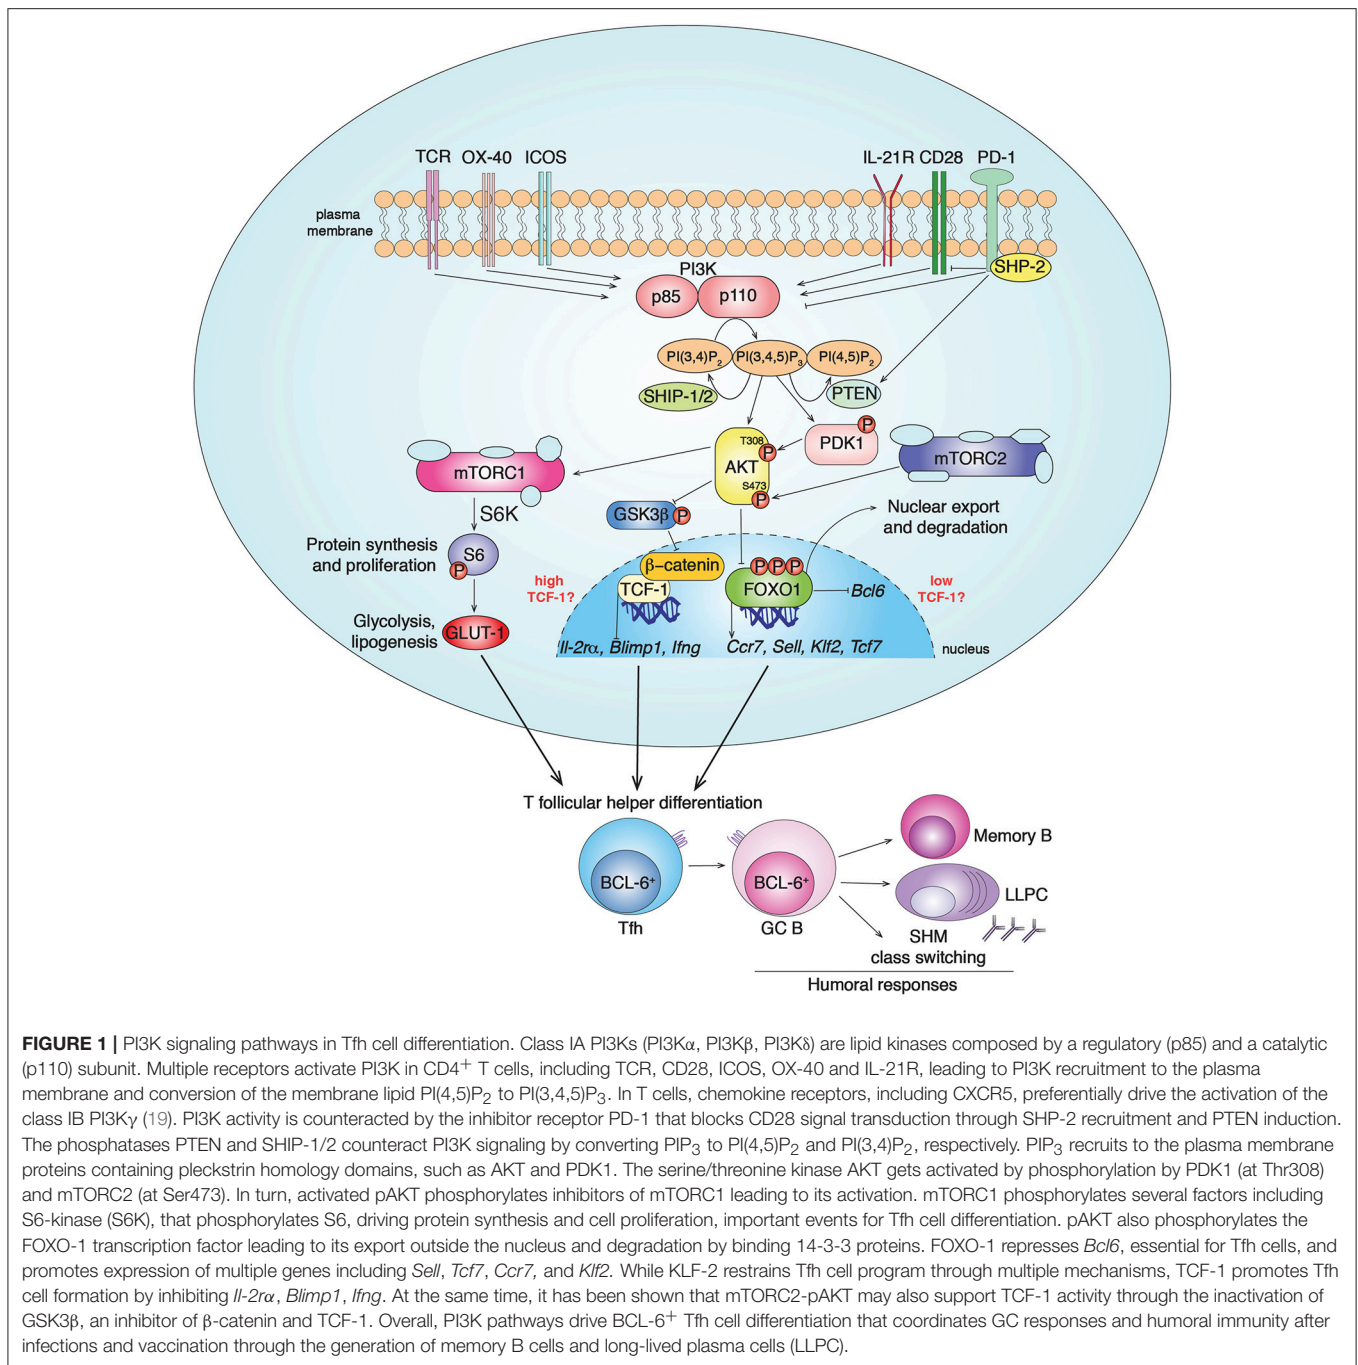 TCR OX-40 ICOS IL-21R CD28 PD-1
plasma
membrane
SHP-2
PI3K
p85 p110
PI(3,4)P2 PI(3,4,5)P3 PI(4,5)P2
SHIP-1/2 PTEN
P
PDK1
T308
P
AKT
S473
P
mTORC1
mTORC2
S6K
GSK3β P
Nuclear export
and degradation
Protein synthesis
and proliferation
S6
P
β-catenin
P P P
high
TCF-1?
TCF-1
FOXO1
Bcl6
low
TCF-1?
Glycolysis,
lipogenesis
GLUT-1
Il-2rα, Blimp1, Ifng
Ccr7, Sell, Klf2, Tcf7
nucleus
T follicular helper differentiation
BCL-6+
Tfh
BCL-6+
GC B
Memory B
LLPC
SHM
class switching
Humoral responses
FIGURE 1 | PI3K signaling pathways in Tfh cell differentiation. Class IA PI3Ks (PI3Kα, PI3Kβ, PI3Kδ) are lipid kinases composed by a regulatory (p85) and a catalytic
(p110) subunit. Multiple receptors activate PI3K in CD4+ T cells, including TCR, CD28, ICOS, OX-40 and IL-21R, leading to PI3K recruitment to the plasma
membrane and conversion of the membrane lipid PI(4,5)P2 to PI(3,4,5)P3. In T cells, chemokine receptors, including CXCR5, preferentially drive the activation of the
class IB PI3Kγ (19). PI3K activity is counteracted by the inhibitor receptor PD-1 that blocks CD28 signal transduction through SHP-2 recruitment and PTEN induction.
The phosphatases PTEN and SHIP-1/2 counteract PI3K signaling by converting PIP3 to PI(4,5)P2 and PI(3,4)P2, respectively. PIP3 recruits to the plasma membrane
proteins containing pleckstrin homology domains, such as AKT and PDK1. The serine/threonine kinase AKT gets activated by phosphorylation by PDK1 (at Thr308)
and mTORC2 (at Ser473). In turn, activated pAKT phosphorylates inhibitors of mTORC1 leading to its activation. mTORC1 phosphorylates several factors including
S6-kinase (S6K), that phosphorylates S6, driving protein synthesis and cell proliferation, important events for Tfh cell differentiation. pAKT also phosphorylates the
FOXO-1 transcription factor leading to its export outside the nucleus and degradation by binding 14-3-3 proteins. FOXO-1 represses Bcl6, essential for Tfh cells, and
promotes expression of multiple genes including Sell, Tcf7, Ccr7, and Klf2. While KLF-2 restrains Tfh cell program through multiple mechanisms, TCF-1 promotes Tfh
cell formation by inhibiting Il-2rα, Blimp1, Ifng. At the same time, it has been shown that mTORC2-pAKT may also support TCF-1 activity through the inactivation of
GSK3β, an inhibitor of β-catenin and TCF-1. Overall, PI3K pathways drive BCL-6+ Tfh cell differentiation that coordinates GC responses and humoral immunity after
infections and vaccination through the generation of memory B cells and long-lived plasma cells (LLPC).